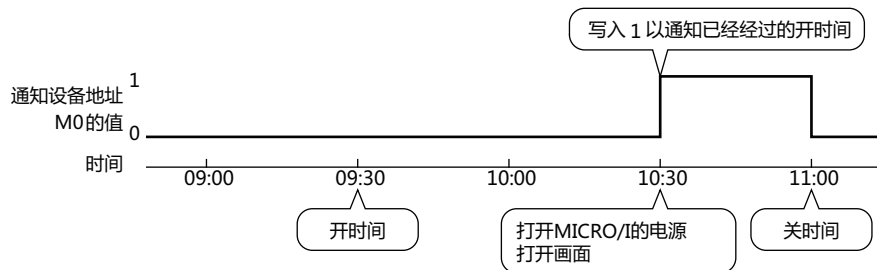 写入 1 以通知已经经过的开时间
通知设备地址
M0的值
1
0
时间
09:00 09:30 10:00 10:30 11:00
开时间
打开MICRO/I的电源
打开画面
关时间